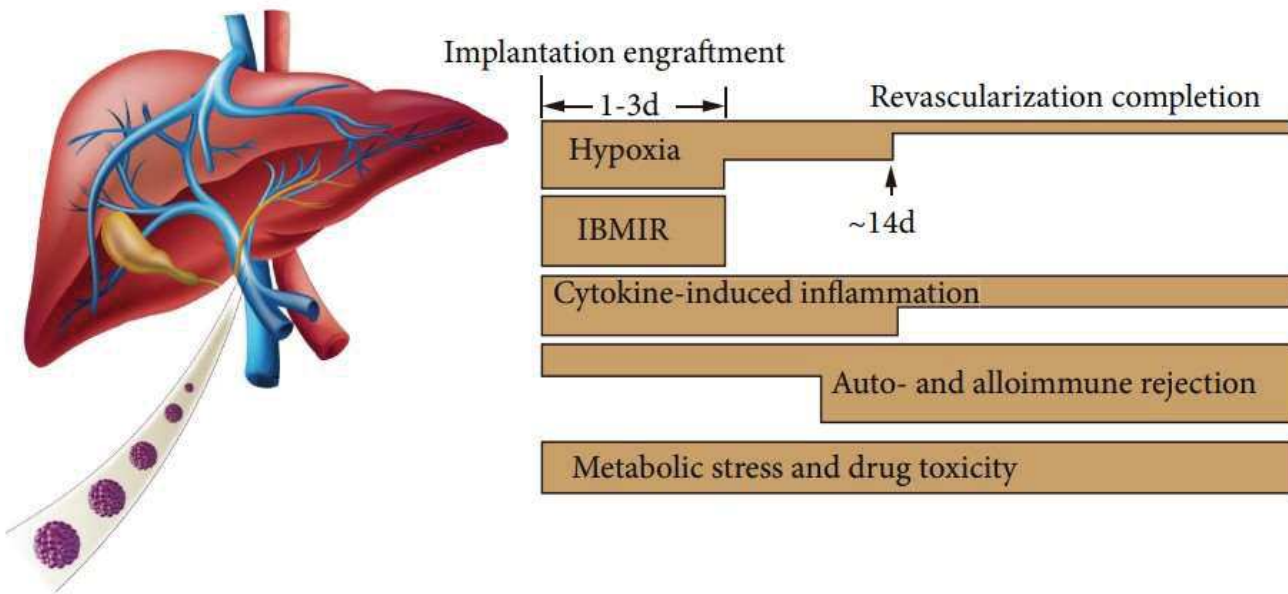 Implantation engraftment
1-3d
Revascularization completion
Hypoxia
~14d
IBMIR
Cytokine-induced inflammation
Auto- and alloimmune rejection
Metabolic stress and drug toxicity